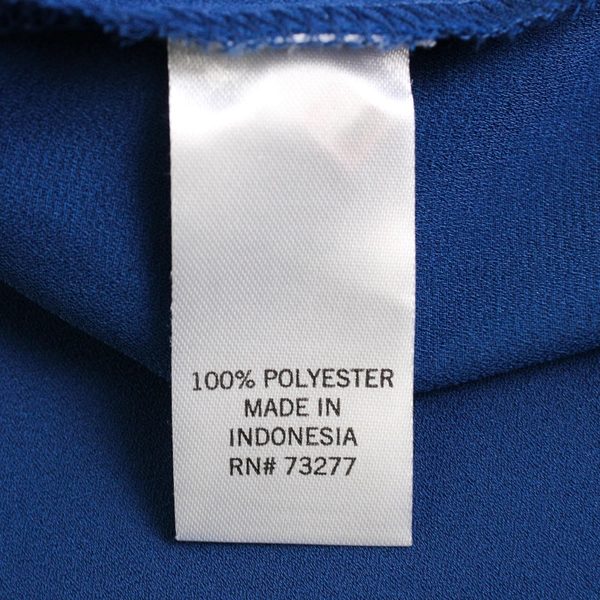 100% POLYESTER
MADE IN
INDONESIA
RN# 73277